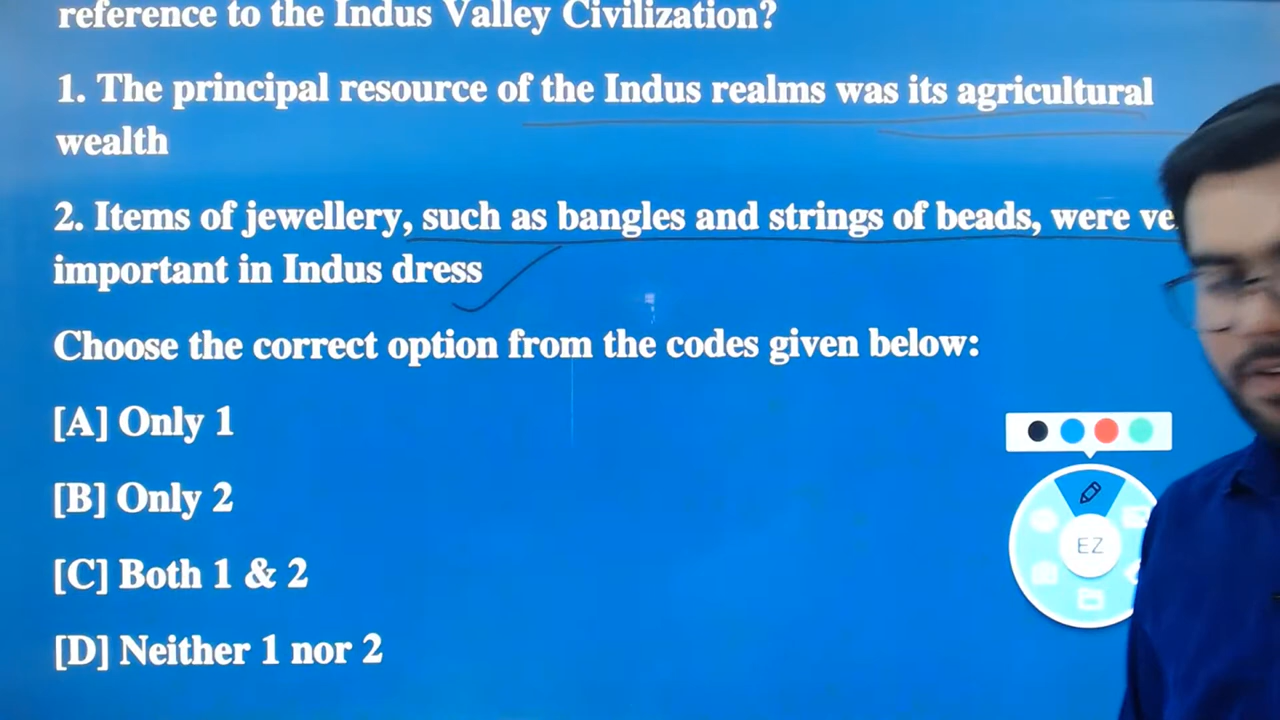 reference to the Indus Valley Civilization?
1. The principal resource of the Indus realms was its agricultural
wealth
2. Items of jewellery, such as bangles and strings of beads, were
important in Indus dress
Choose the correct option from the codes given below:
[A] Only 1
[B] Only 2
[C] Both 1 & 2
[D] Neither 1 nor 2
EZ